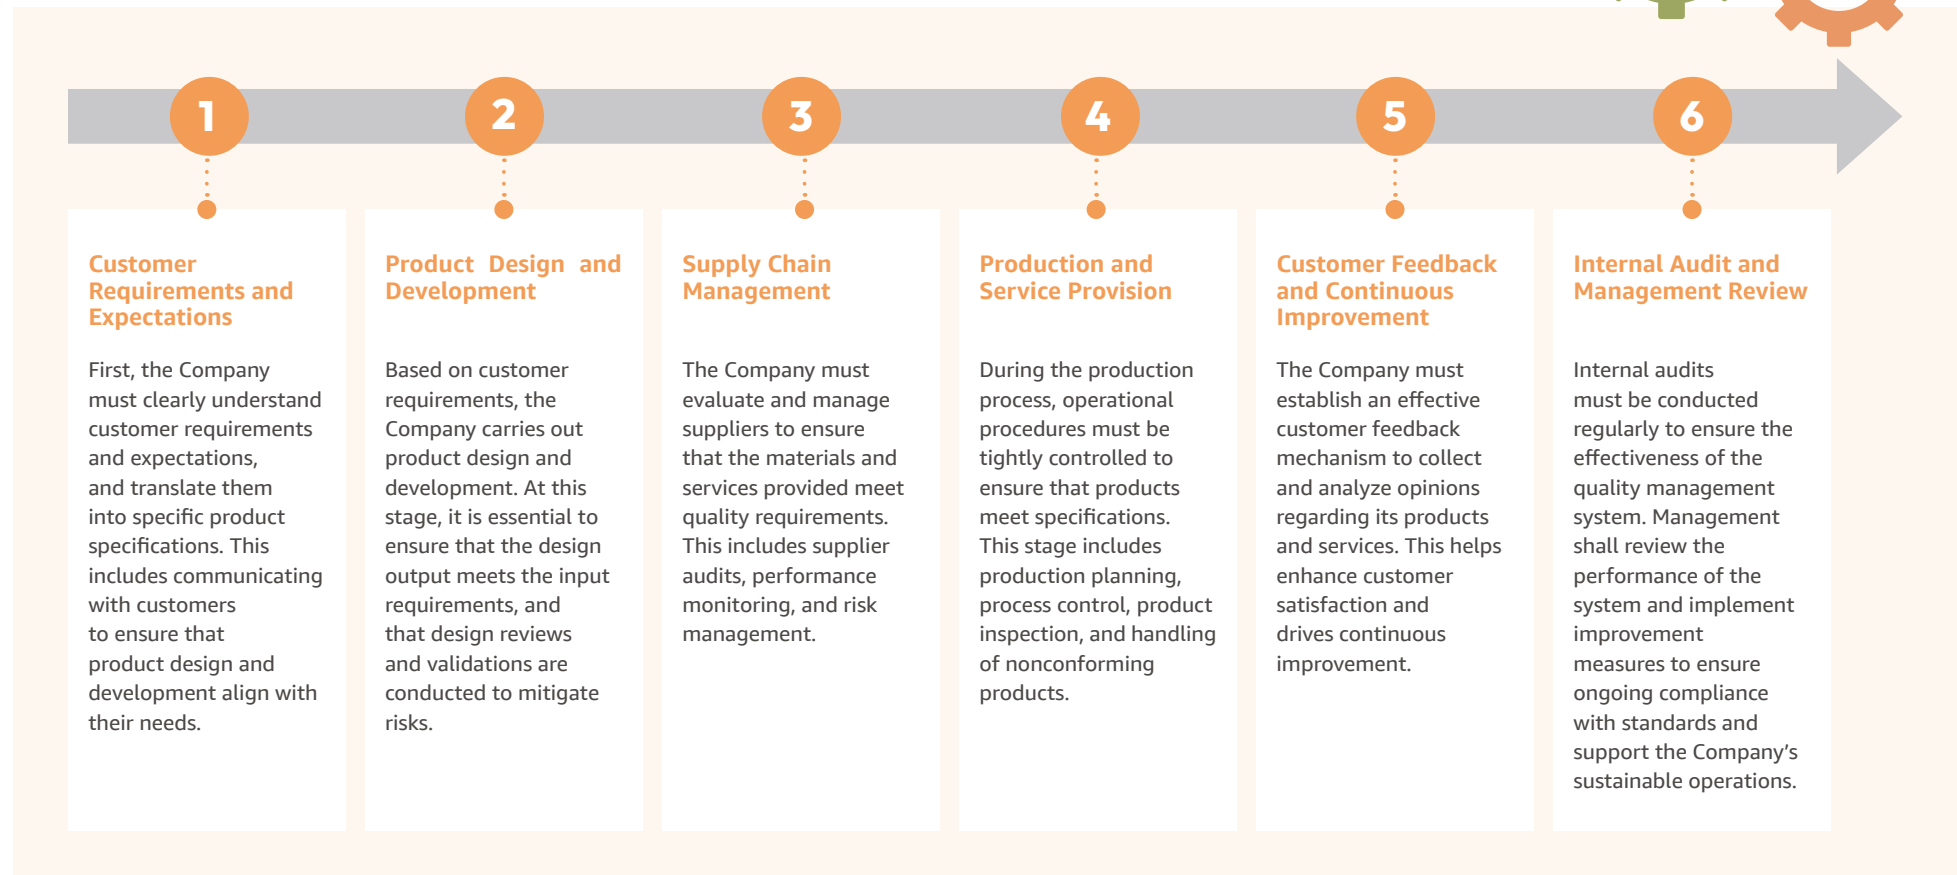 1
2
3
4
5
6
Customer
Requirements and
Expectations
First, the Company
must clearly understand
customer requirements
and expectations,
and translate them
into specific product
specifications. This
includes communicating
with customers
to ensure that
product design and
development align with
their needs.
Product Design and
Development
Based on customer
requirements, the
Company carries out
product design and
development. At this
stage, it is essential to
ensure that the design
output meets the input
requirements, and
that design reviews
and validations are
conducted to mitigate
risks.
Supply Chain
Management
The Company must
evaluate and manage
suppliers to ensure
that the materials and
services provided meet
quality requirements.
This includes supplier
audits, performance
monitoring, and risk
management.
Production and
Service Provision
During the production
process, operational
procedures must be
tightly controlled to
ensure that products
meet specifications.
This stage includes
production planning,
process control, product
inspection, and handling
of nonconforming
products.
Customer Feedback
and Continuous
Improvement
The Company must
establish an effective
customer feedback
mechanism to collect
and analyze opinions
regarding its products
and services. This helps
enhance customer
satisfaction and
drives continuous
improvement.
Internal Audit and
Management Review
Internal audits
must be conducted
regularly to ensure the
effectiveness of the
quality management
system. Management
shall review the
performance of the
system and implement
improvement
measures to ensure
ongoing compliance
with standards and
support the Company's
sustainable operations.